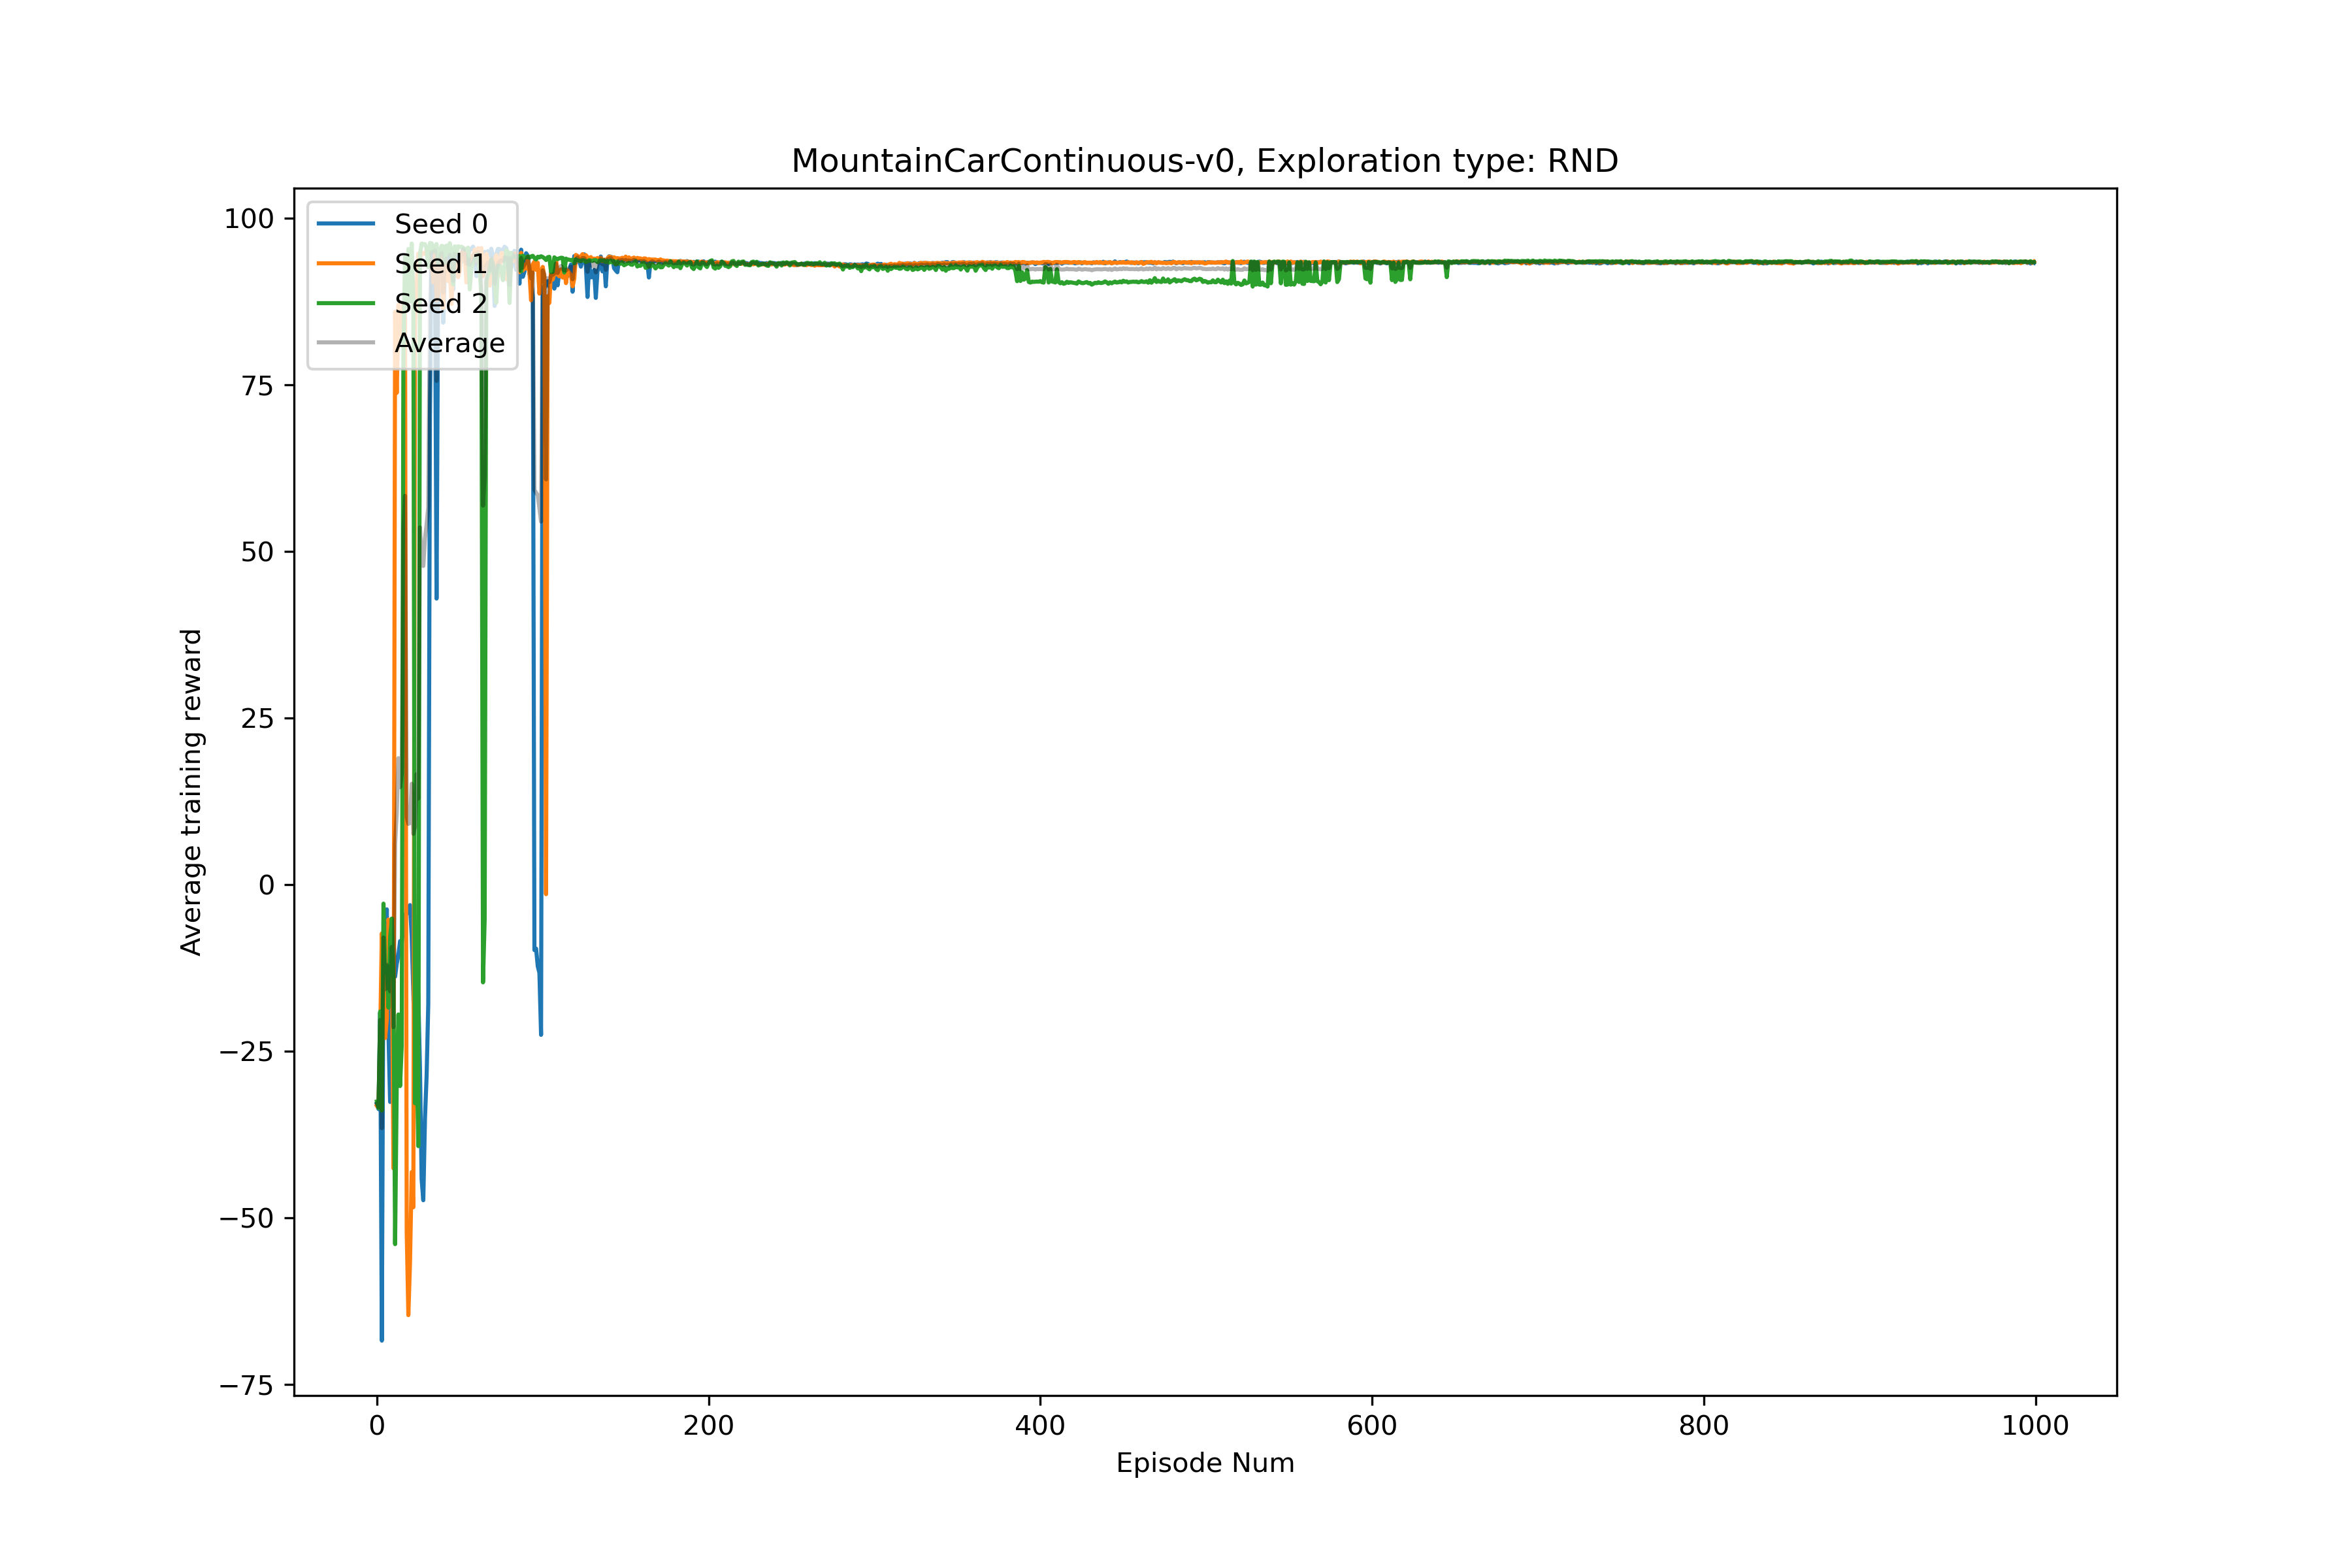 MountainCarContinuous-v0, Exploration type: RND
Seed 0
Seed 1
Seed 2
Average
Average training reward
100
75
50
25
0
−25
−50
−75
0
200
400
600
800
1000
Episode Num